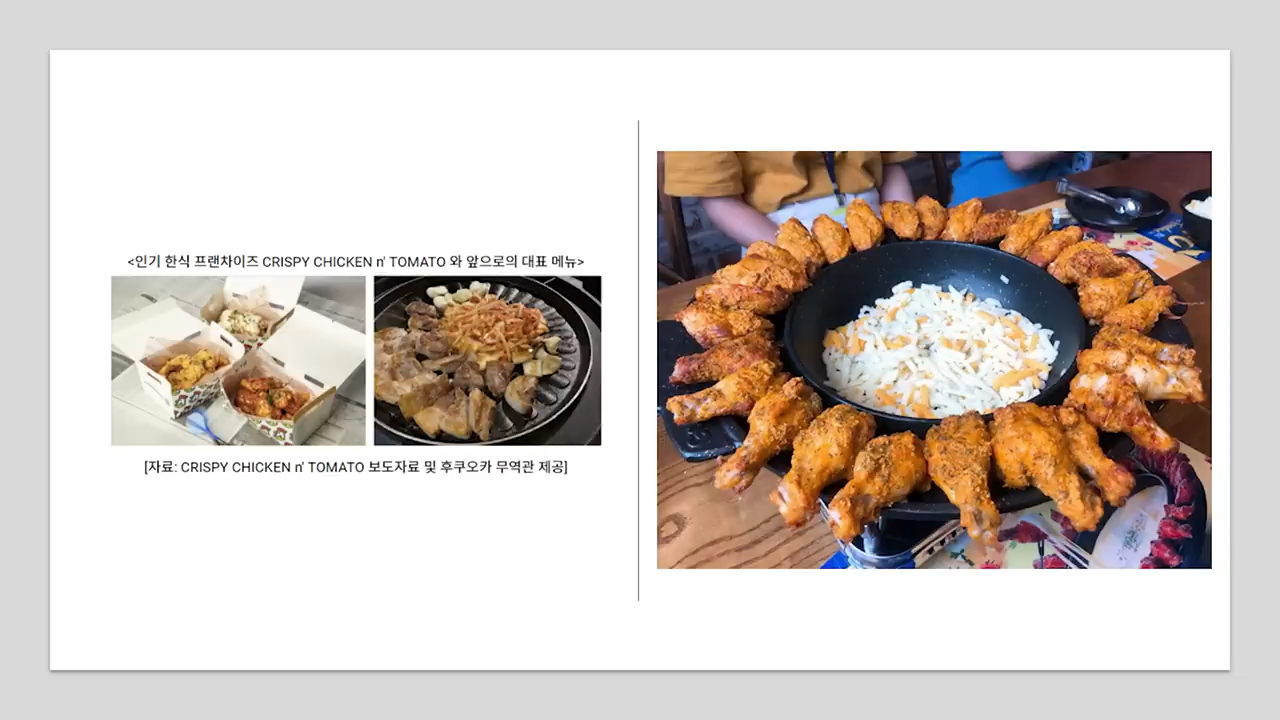 <인기 한식 프랜차이즈 CRISPY CHICKEN n' TOMATO 와 앞으로의 대표 메뉴>
[자료: CRISPY CHICKEN n' TOMATO 보도자료 및 후쿠오카 무역관 제공]